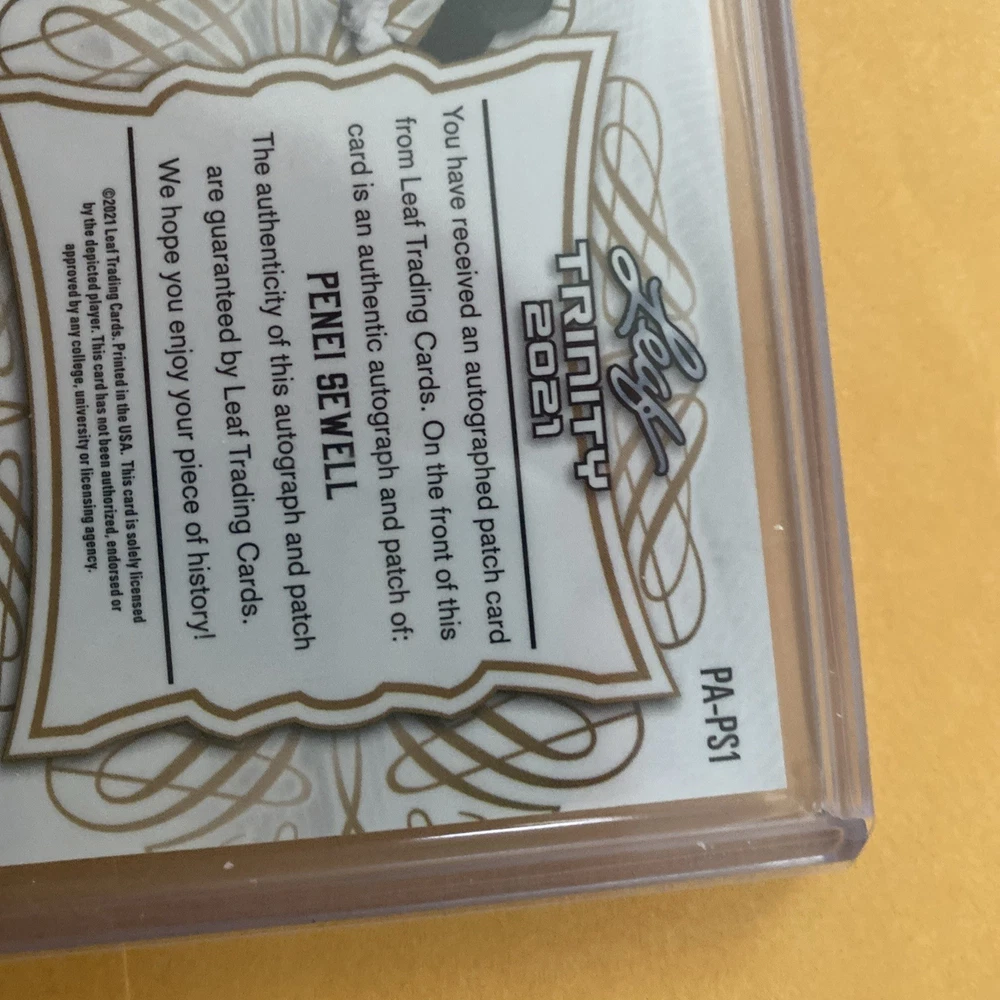 PA-PS1
Leaf
TRINITY
2021
You have received an autographed patch card
from Leaf Trading Cards. On the front of this
card is an authentic autograph and patch of:
PENEI SEWELL
The authenticity of this autograph and patch
are guaranteed by Leaf Trading Cards.
We hope you enjoy your piece of history!
©2021 Leaf Trading Cards. Printed in the USA. This card is solely licensed
by the depicted player. This card has not been authorized, endorsed or
approved by any college, university or licensing agency.